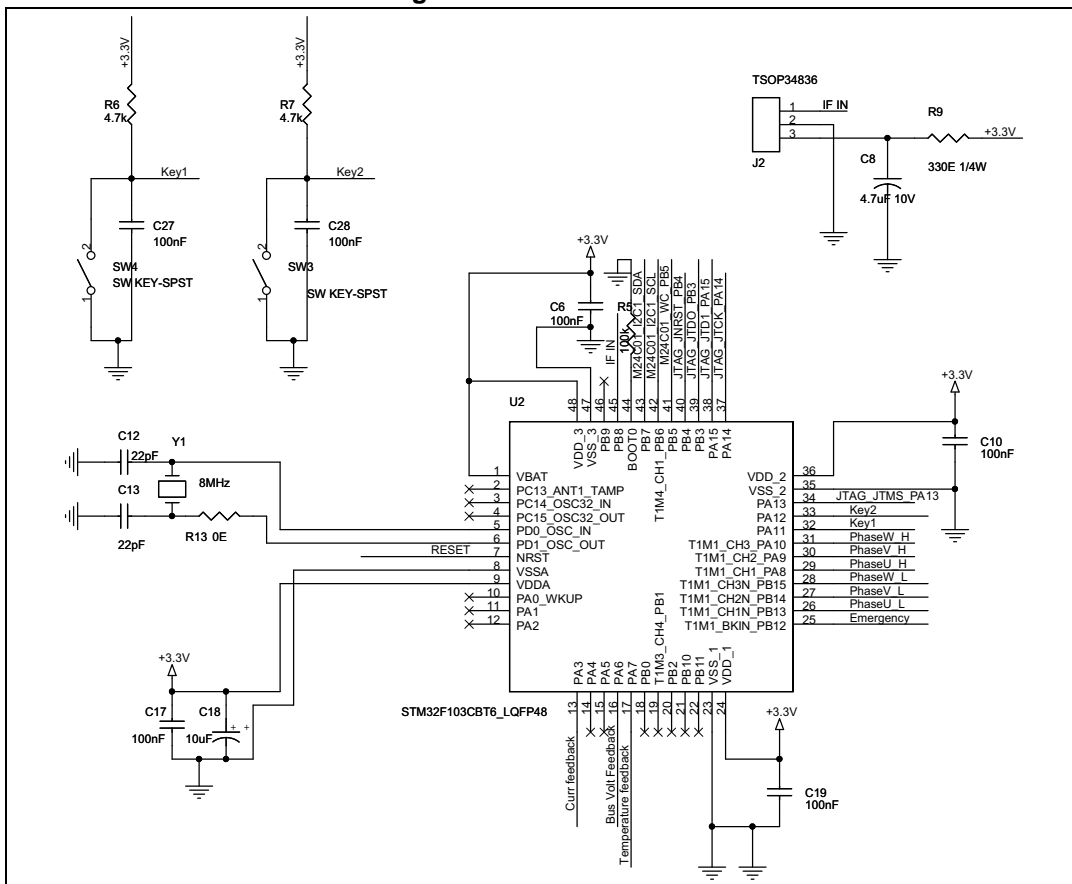 g
+3.3V
R6
4.7k
Key1
C27
100nF
2
SW4
SW KEY-SPST
1
+3.3V
R7
4.7k
Key2
C28
100nF
2
SW3
SW KEY-SPST
1
TSOP34836
1
IF IN
2
3
J2
R9
+3.3V
330E 1/4W
C8
4.7uF 10V
+3.3V
C6
100nF
IF IN
R5
100k
M24C01_I2C1_SDA
M24C01_I2C1_SCL
M24C01_WC_PB5
JTAG_JNRST_PB4
JTAG_JTDO_PB3
JTAG_JTD1_PA15
JTAG_JTCK_PA14
U2
48
47
46
45
44
43
42
41
40
39
38
37
VDD_3
VSS_3
PB9
PB8
BOOT0
PB7
T1M4_CH1_PB6
PB5
PB4
PB3
PA15
PA14
C12
22pF
Y1
8MHz
C13
22pF
R13 0E
RESET
1 VBAT
2 PC13_ANT1_TAMP
3 PC14_OSC32_IN
4 PC15_OSC32_OUT
5 PD0_OSC_IN
6 PD1_OSC_OUT
7 NRST
8 VSSA
9 VDDA
10 PA0_WKUP
11 PA1
12 PA2
VDD_2 36
VSS_2 35
PA13 34 JTAG_JTMS_PA13
PA12 33 Key2
PA11 32 Key1
T1M1_CH3_PA10 31 PhaseW_H
T1M1_CH2_PA9 30 PhaseV_H
T1M1_CH1_PA8 29 PhaseU_H
T1M1_CH3N_PB15 28 PhaseW_L
T1M1_CH2N_PB14 27 PhaseV_L
T1M1_CH1N_PB13 26 PhaseU_L
T1M1_BKIN_PB12 25 Emergency
+3.3V
C10
100nF
PA3
PA4
PA5
PA6
PA7
PB0
T1M3_CH4_PB1
PB2
PB10
PB11
VSS_1
VDD_1
13
14
15
16
17
18
19
20
21
22
23
24
STM32F103CBT6_LQFP48
+3.3V
C17
100nF
C18
10uF
+ +
Curr feedback
Bus Volt Feedback
Temperature feedback
+3.3V
C19
100nF